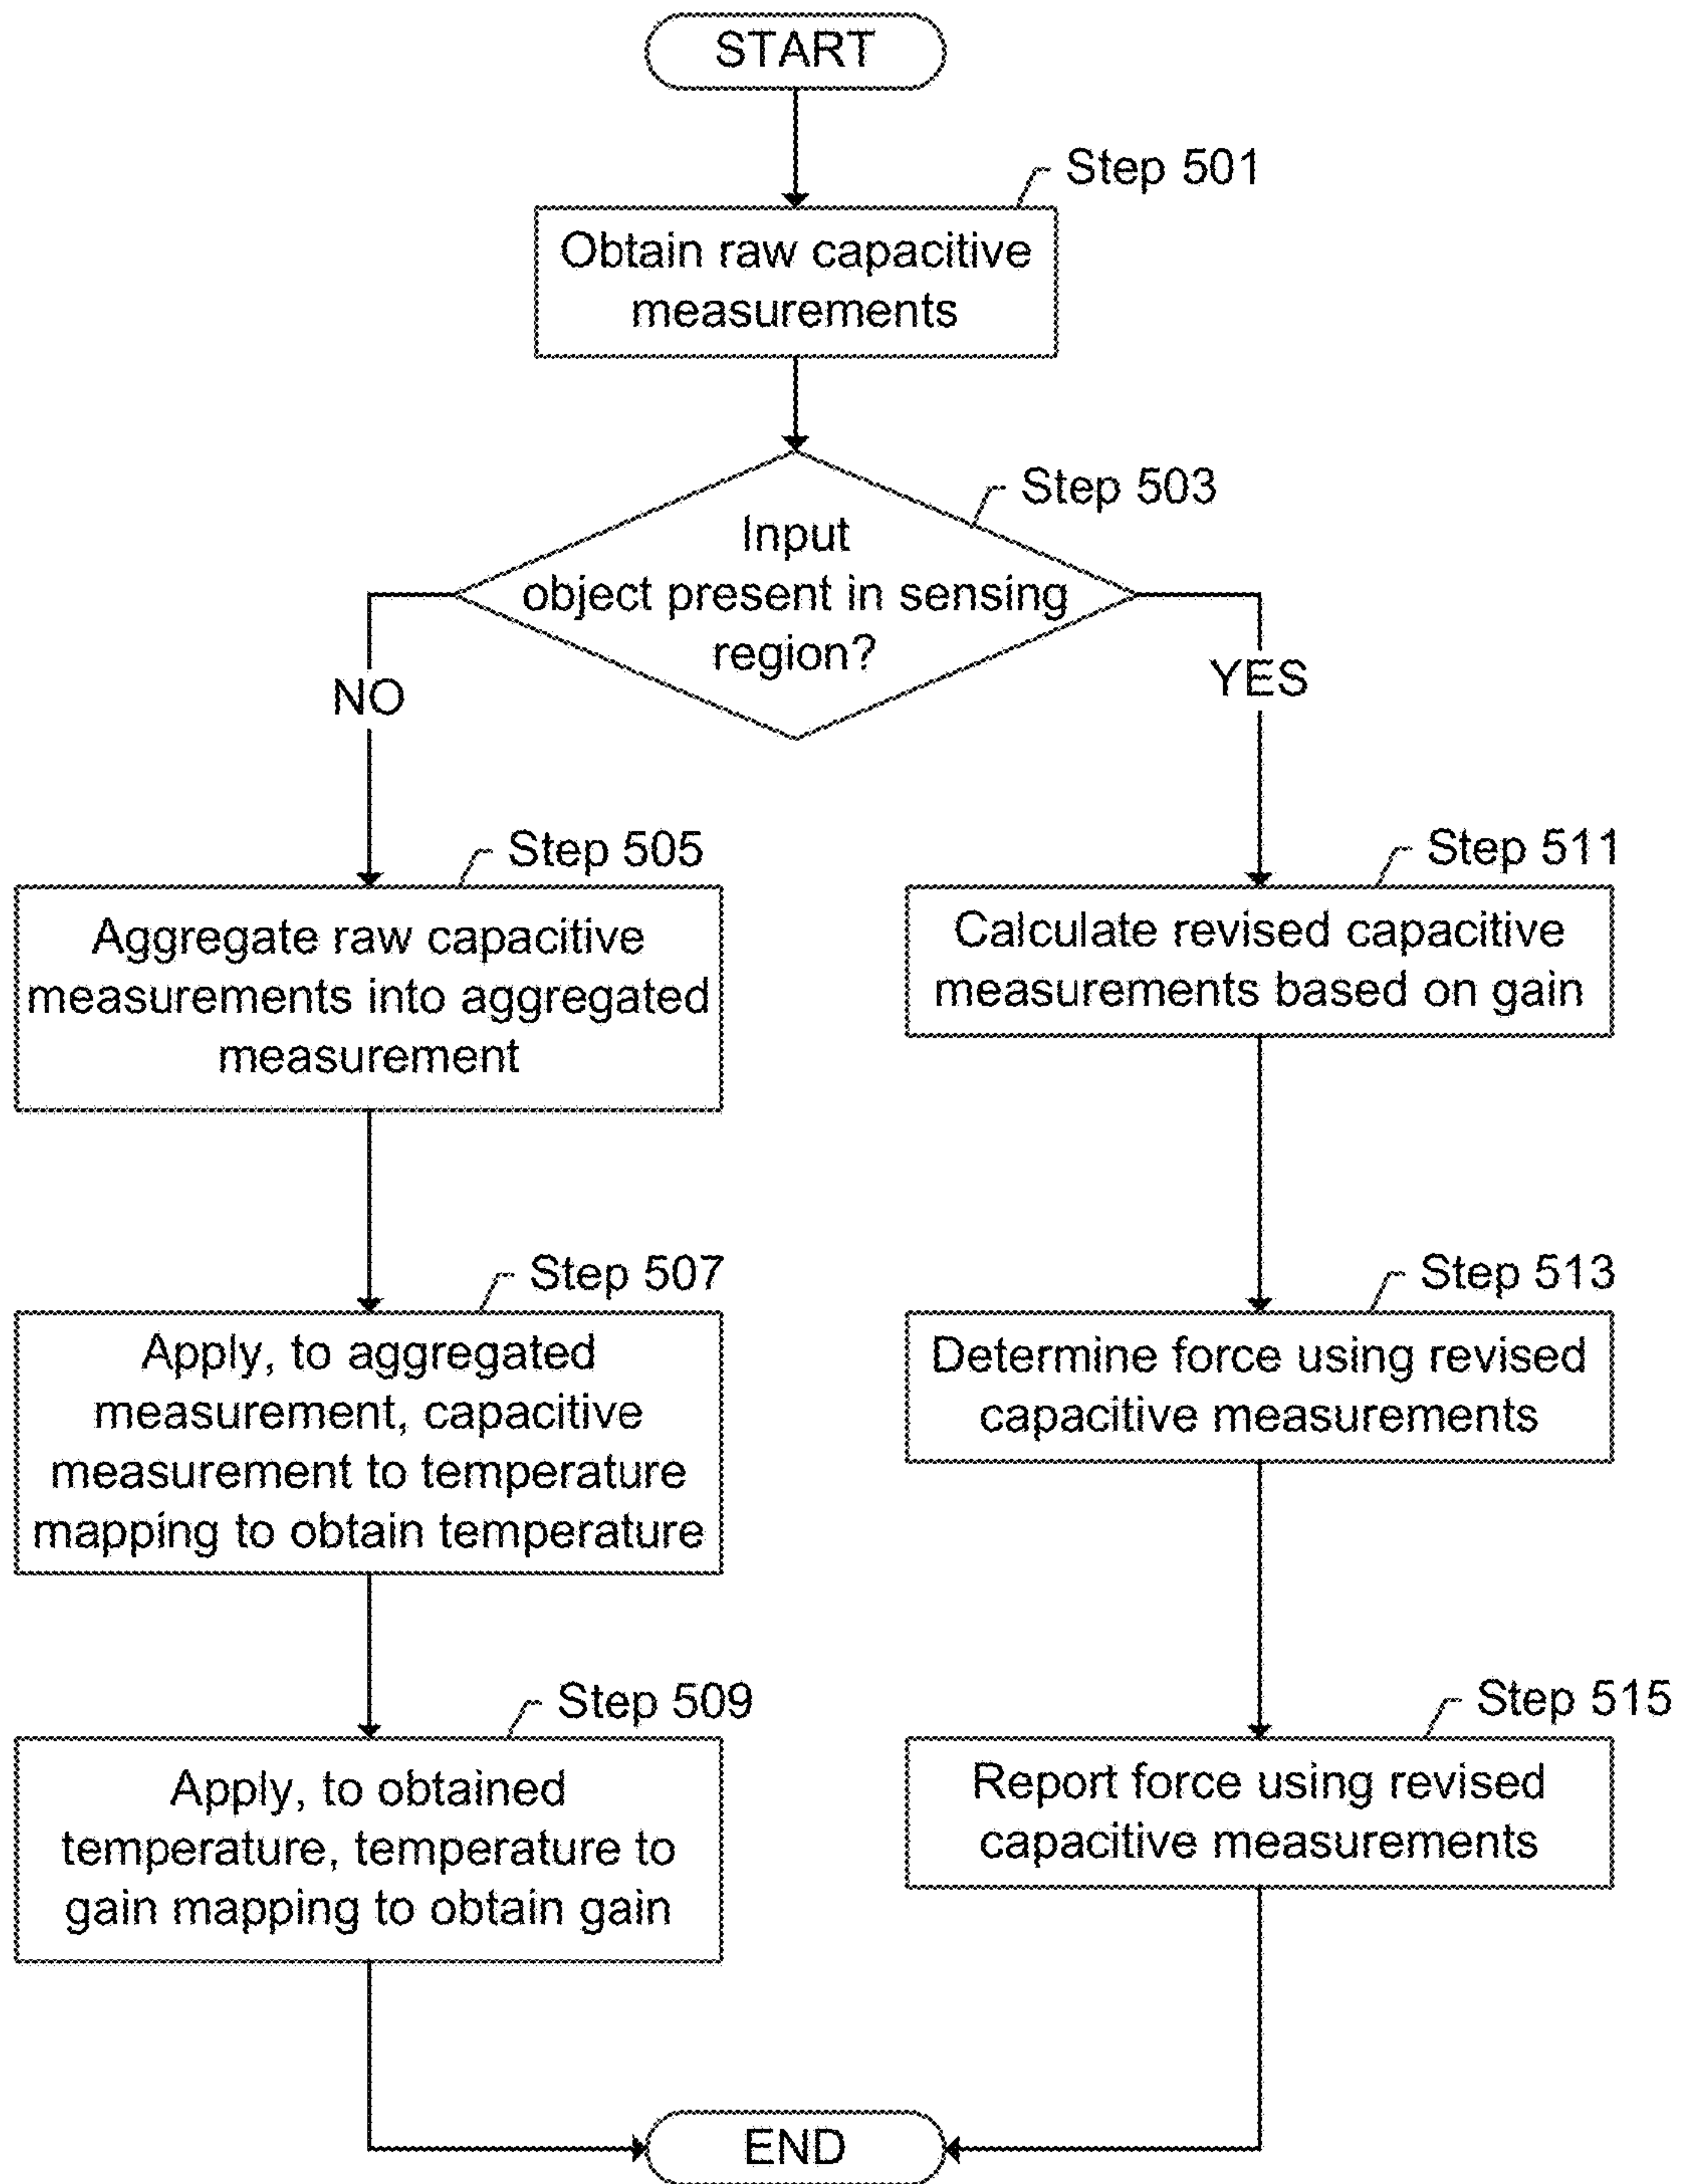 START
Step 501
Obtain raw capacitive
measurements
Step 503
Input
object present in sensing
region?
NO
YES
Step 505
Aggregate raw capacitive
measurements into aggregated
measurement
Step 511
Calculate revised capacitive
measurements based on gain
Step 507
Apply, to aggregated
measurement, capacitive
measurement to temperature
mapping to obtain temperature
Step 513
Determine force using revised
capacitive measurements
Step 509
Apply, to obtained
temperature, temperature to
gain mapping to obtain gain
Step 515
Report force using revised
capacitive measurements
END